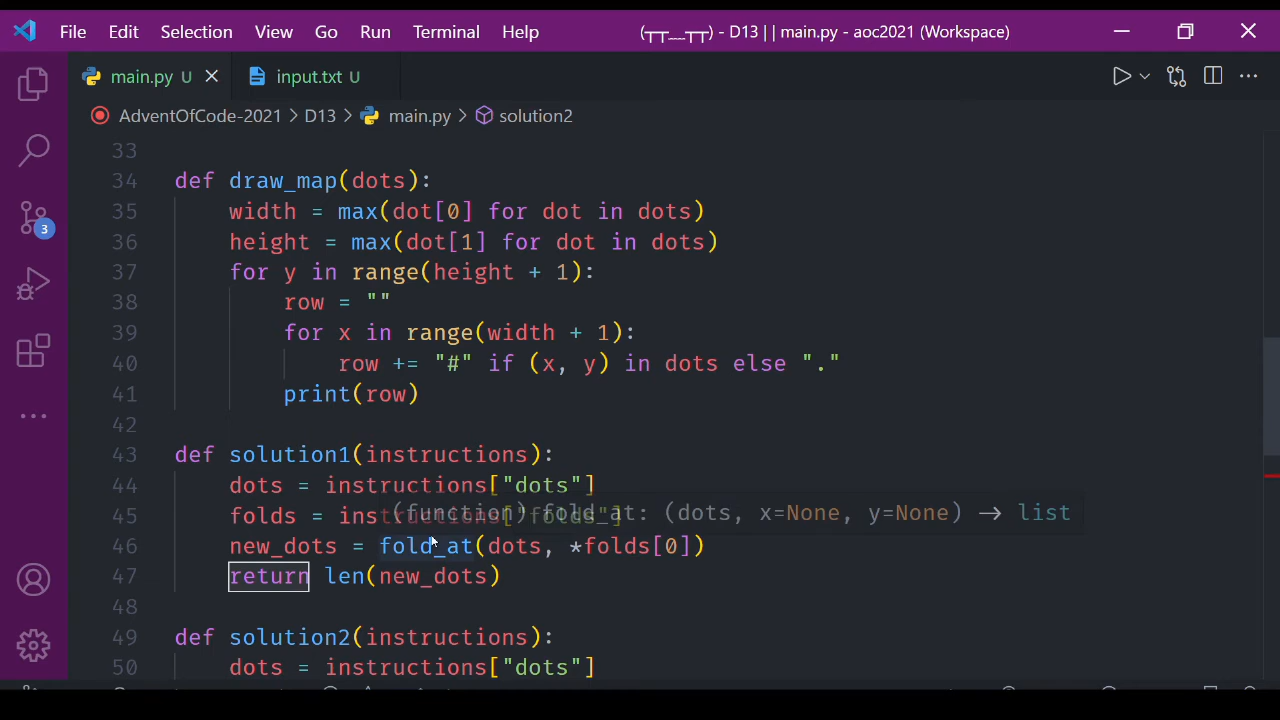 File Edit Selection View Go Run Terminal Help (┬┬__┬┬) - D13 | | main.py - aoc2021 (Workspace)
main.py U input.txt U
AdventOfCode-2021 > D13 > main.py > solution2
3
33
34 def draw_map(dots):
35 width = max(dot[0] for dot in dots)
36 height = max(dot[1] for dot in dots)
37 for y in range(height + 1):
38 row = ""
39 for x in range(width + 1):
40 row += "#" if (x, y) in dots else "."
41 print(row)
42
43 def solution1(instructions):
44 dots = instructions["dots"]
45 folds = instructions["folds"]
(function) fold_at: (dots, x=None, y=None) → list
46 new_dots = fold_at(dots, *folds[0])
47 return len(new_dots)
48
49 def solution2(instructions):
50 dots = instructions["dots"]